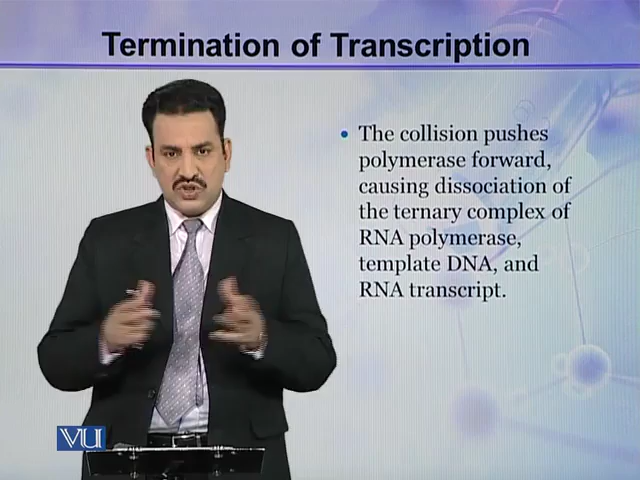 Termination of Transcription
• The collision pushes
polymerase forward,
causing dissociation of
the ternary complex of
RNA polymerase,
template DNA, and
RNA transcript.
VU